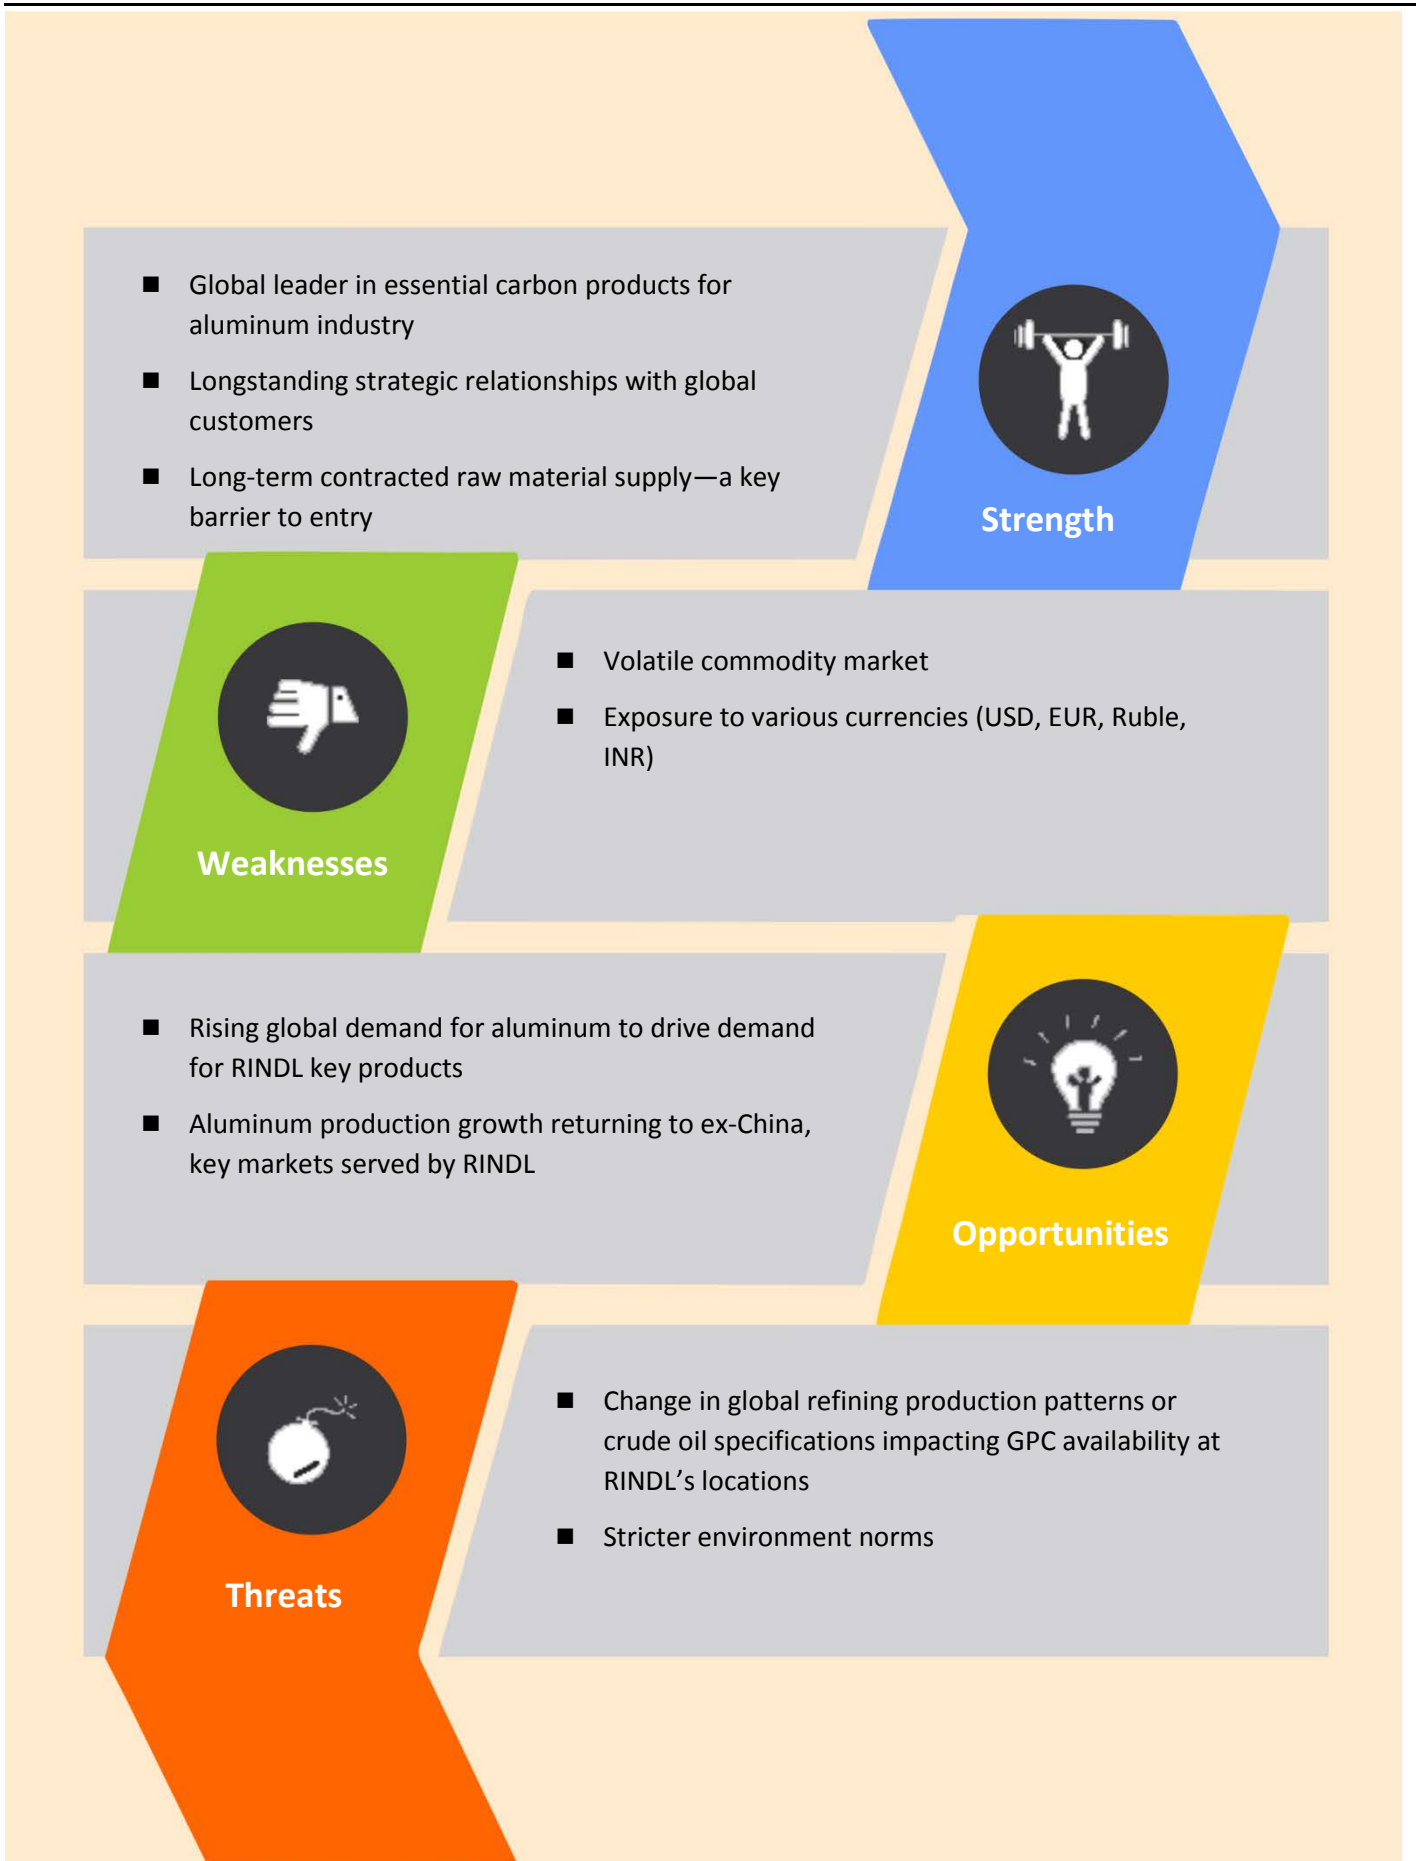 ■ Global leader in essential carbon products for
aluminum industry
■ Longstanding strategic relationships with global
customers
■ Long-term contracted raw material supply—a key
barrier to entry
Strength
■ Volatile commodity market
■ Exposure to various currencies (USD, EUR, Ruble,
INR)
Weaknesses
■ Rising global demand for aluminum to drive demand
for RINDL key products
■ Aluminum production growth returning to ex-China,
key markets served by RINDL
Opportunities
■ Change in global refining production patterns or
crude oil specifications impacting GPC availability at
RINDL’s locations
■ Stricter environment norms
Threats